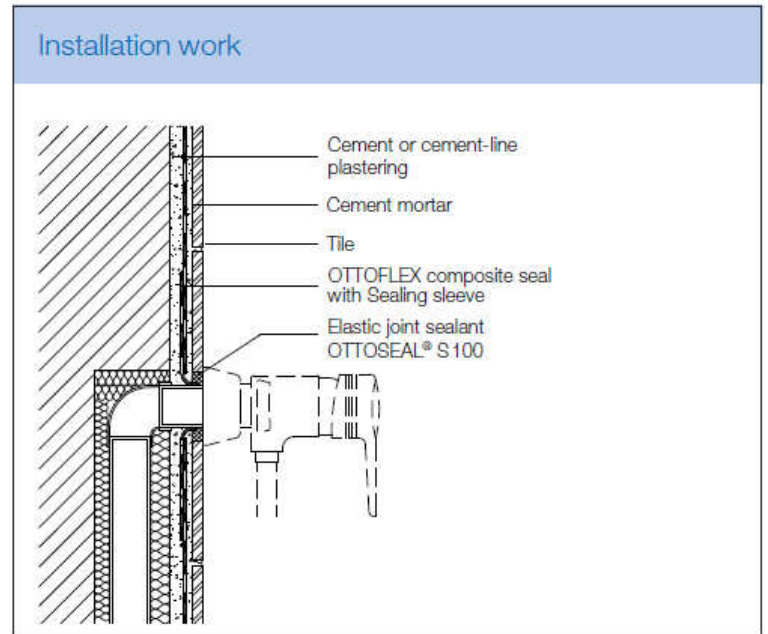 Installation work
Cement or cement-line
plastering
Cement mortar
Tile
OTTOFLEX composite seal
with Sealing sleeve
Elastic joint sealant
OTTOSEAL® S100